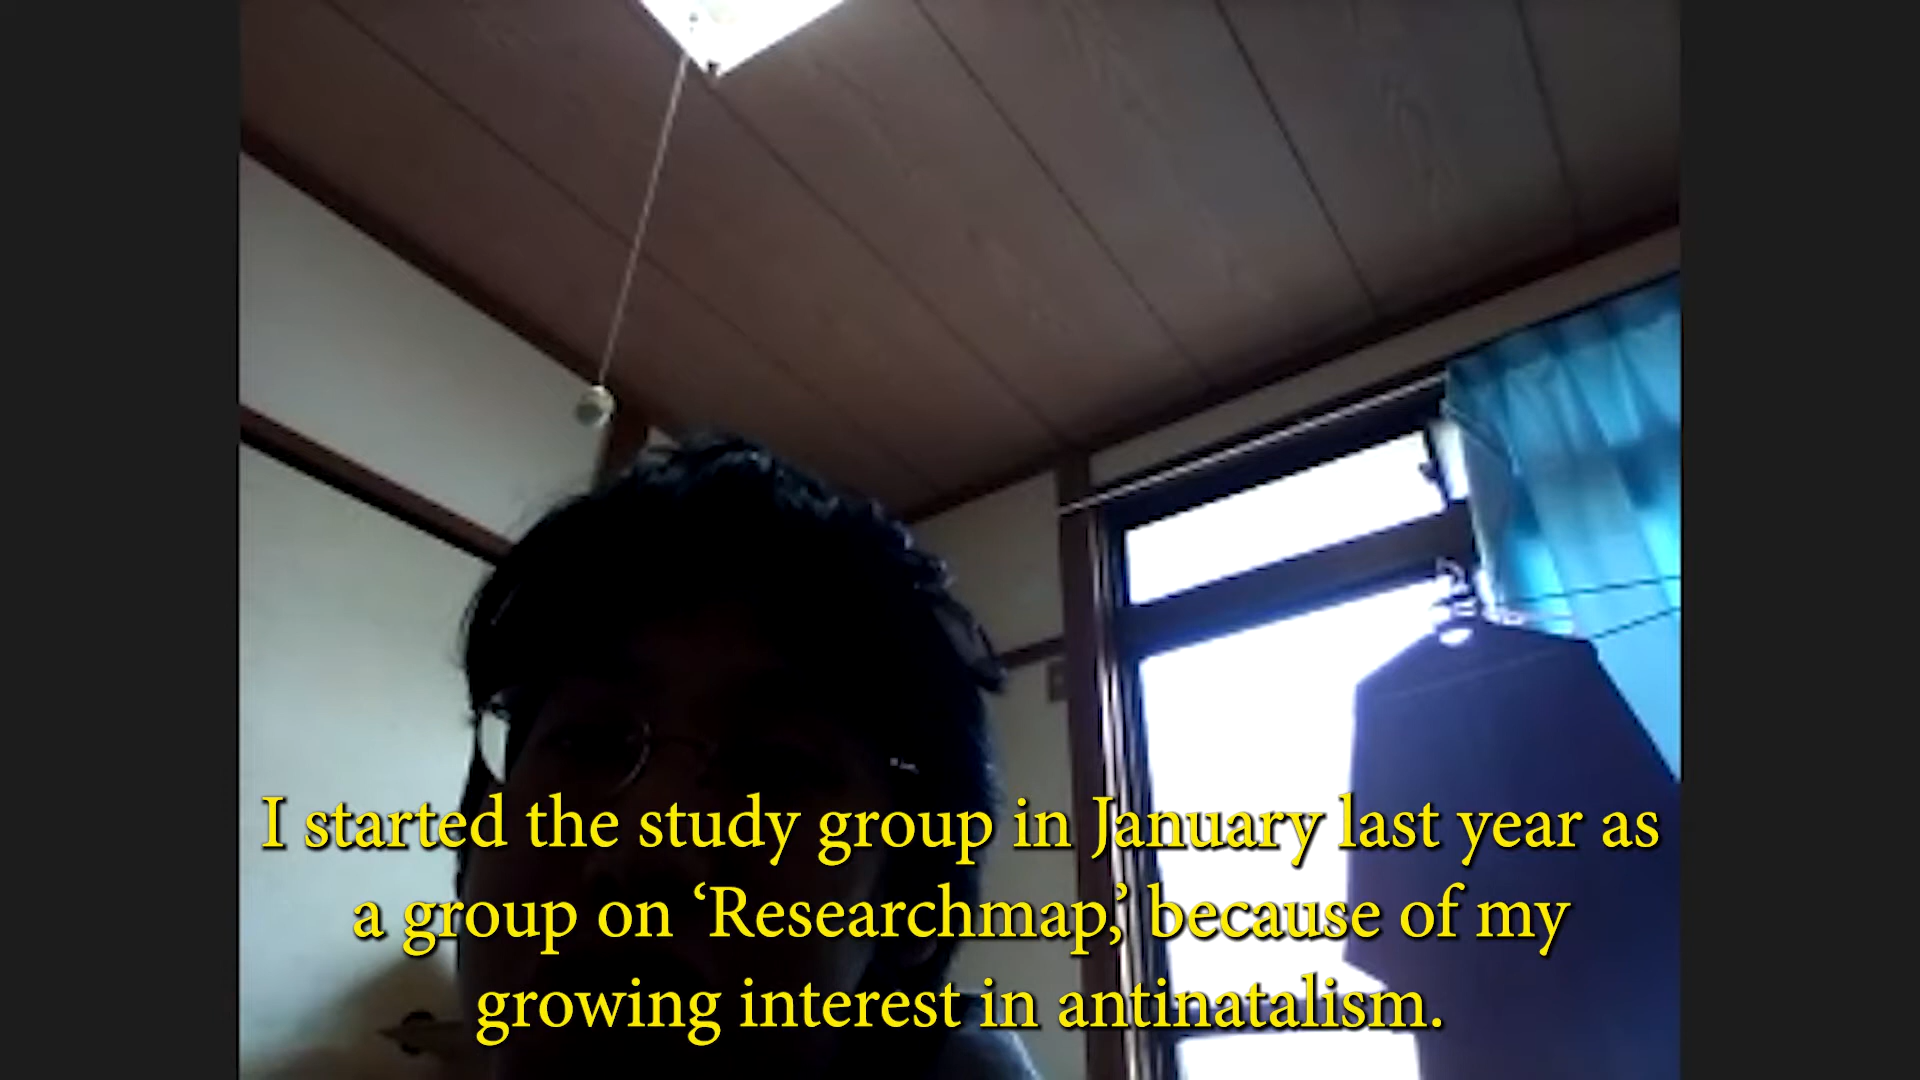 I started the study group in January last year as
a group on ‘Researchmap,’ because of my
growing interest in antinatalism.